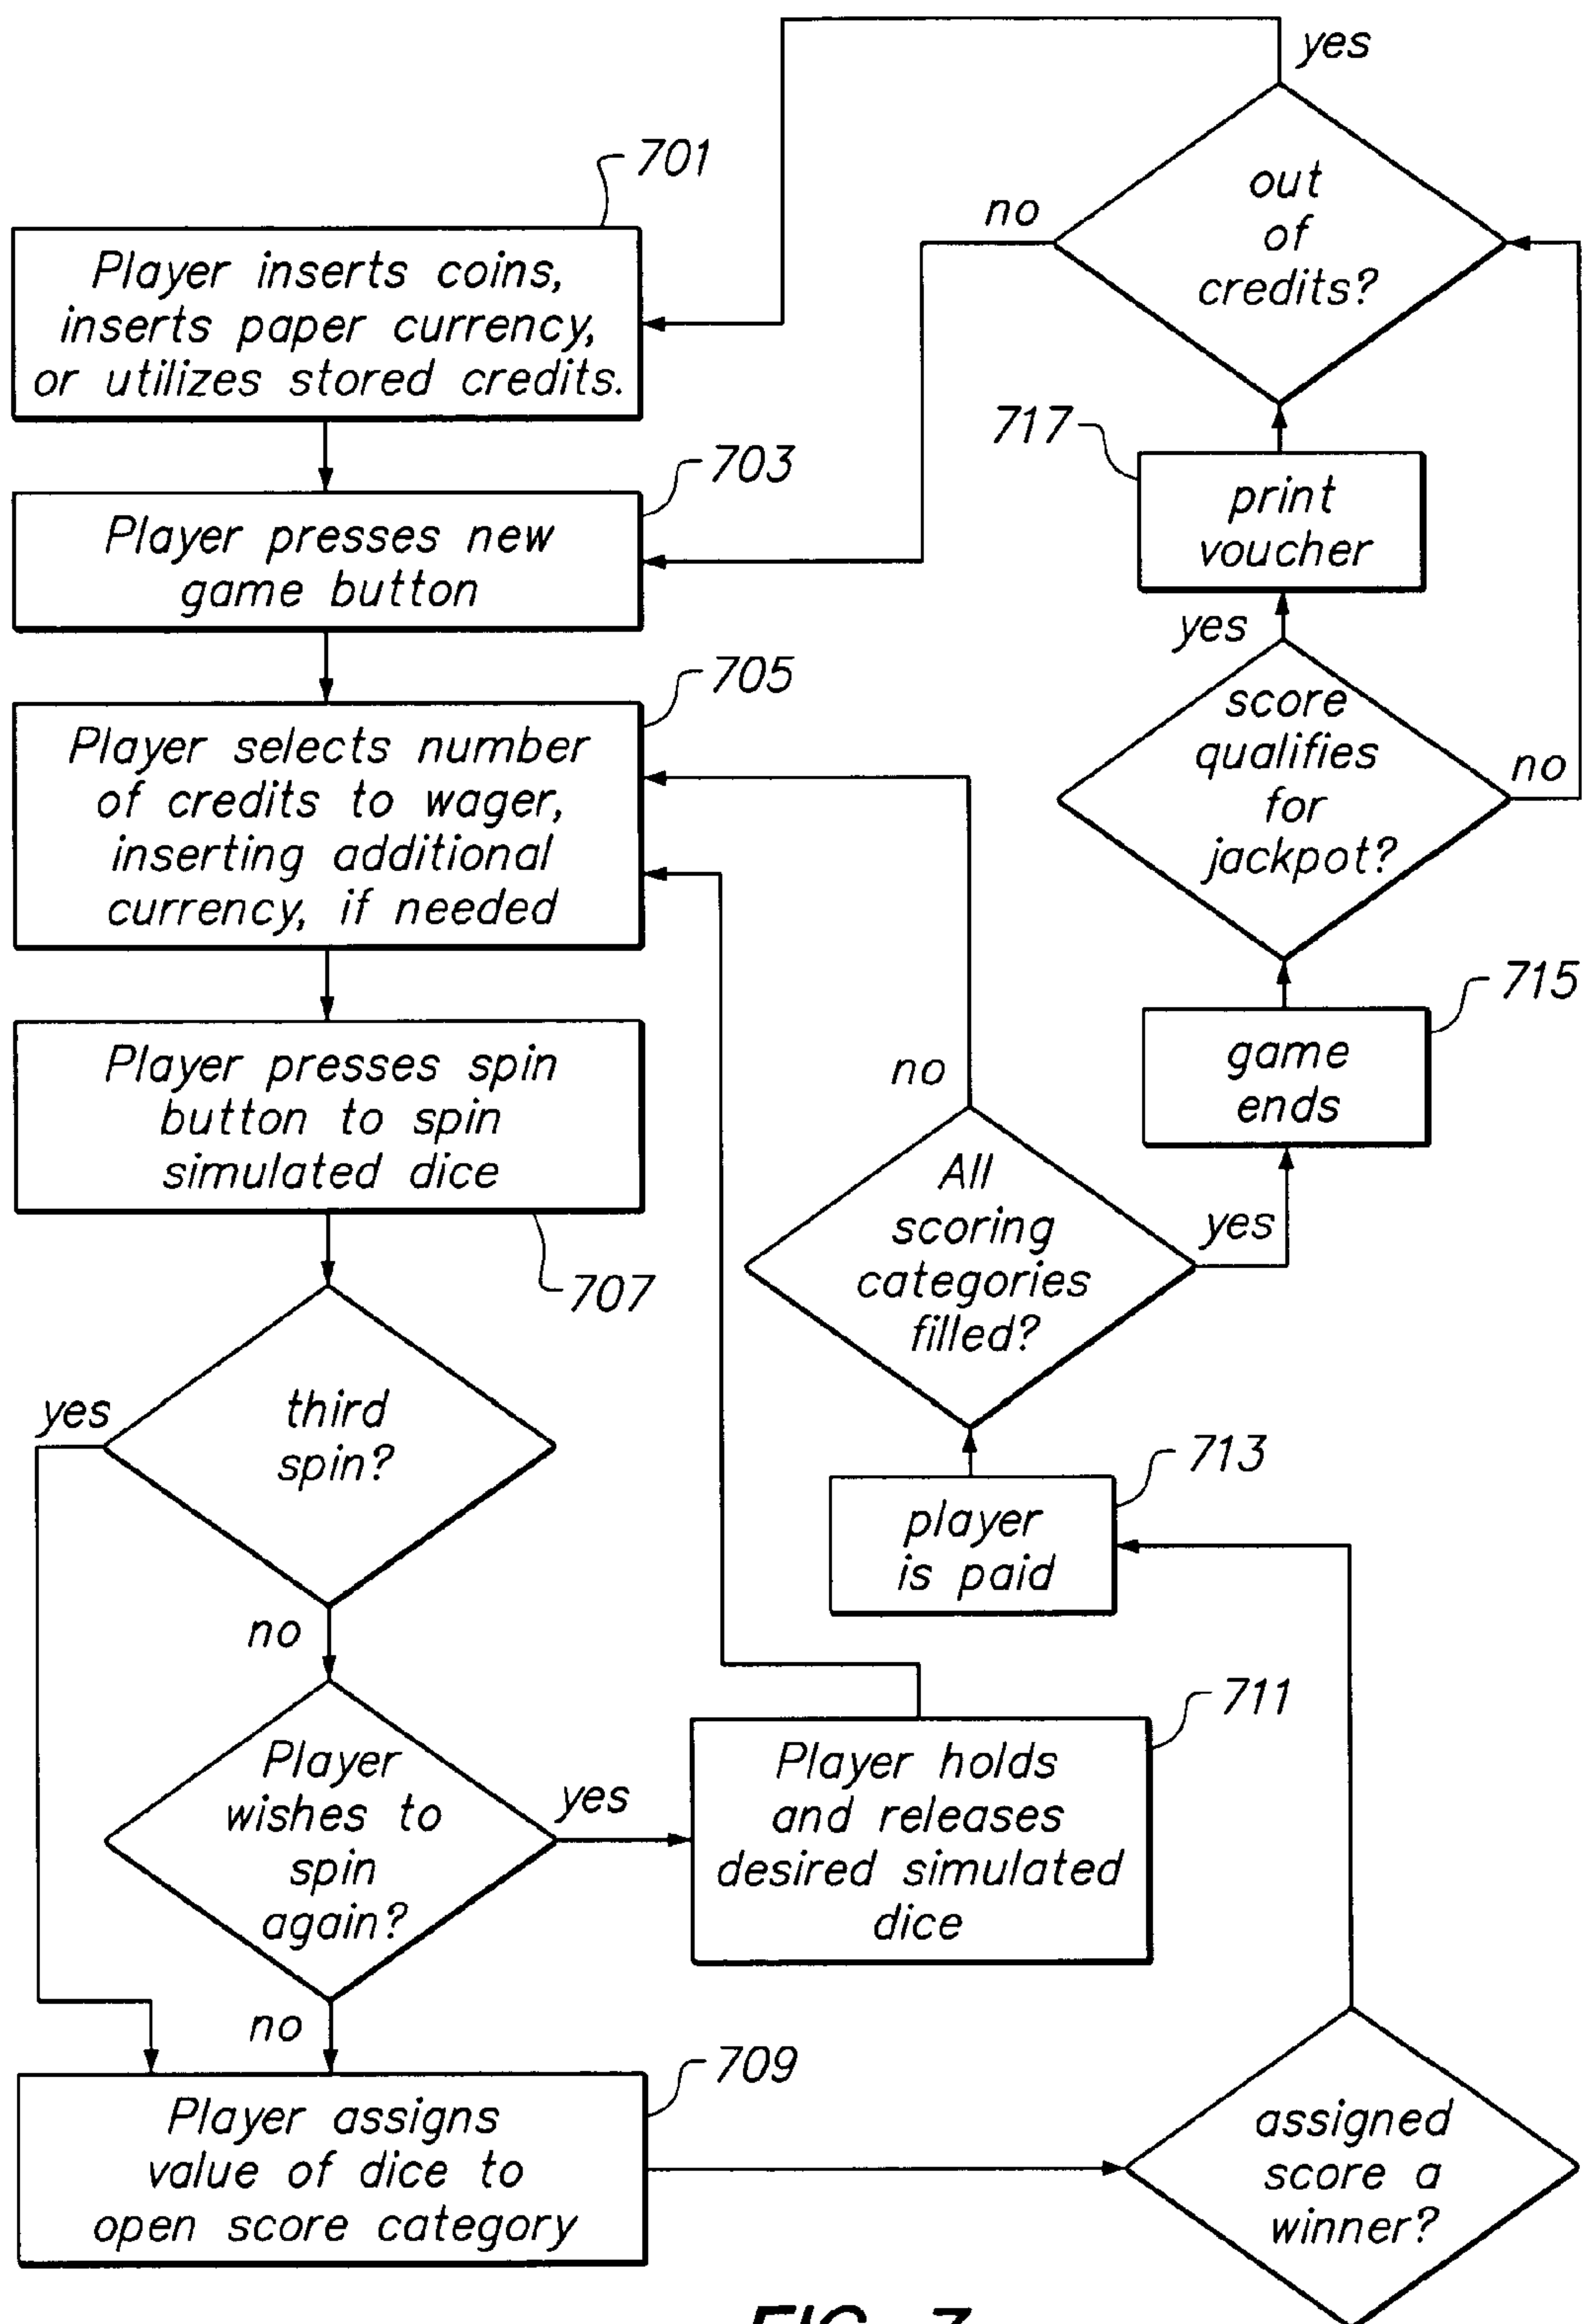 yes
701
out
of
credits?
no
Player inserts coins,
inserts paper currency,
or utilizes stored credits.
717
703
print
voucher
Player presses new
game button
yes
705
score
qualifies
for
jackpot?
no
Player selects number
of credits to wager,
inserting additional
currency, if needed
715
game
ends
no
Player presses spin
button to spin
simulated dice
All
scoring
categories
filled?
yes
707
yes
third
spin?
713
player
is paid
no
711
Player
wishes to
spin
again?
yes
Player holds
and releases
desired simulated
dice
no
709
Player assigns
value of dice to
open score category
assigned
score a
winner?